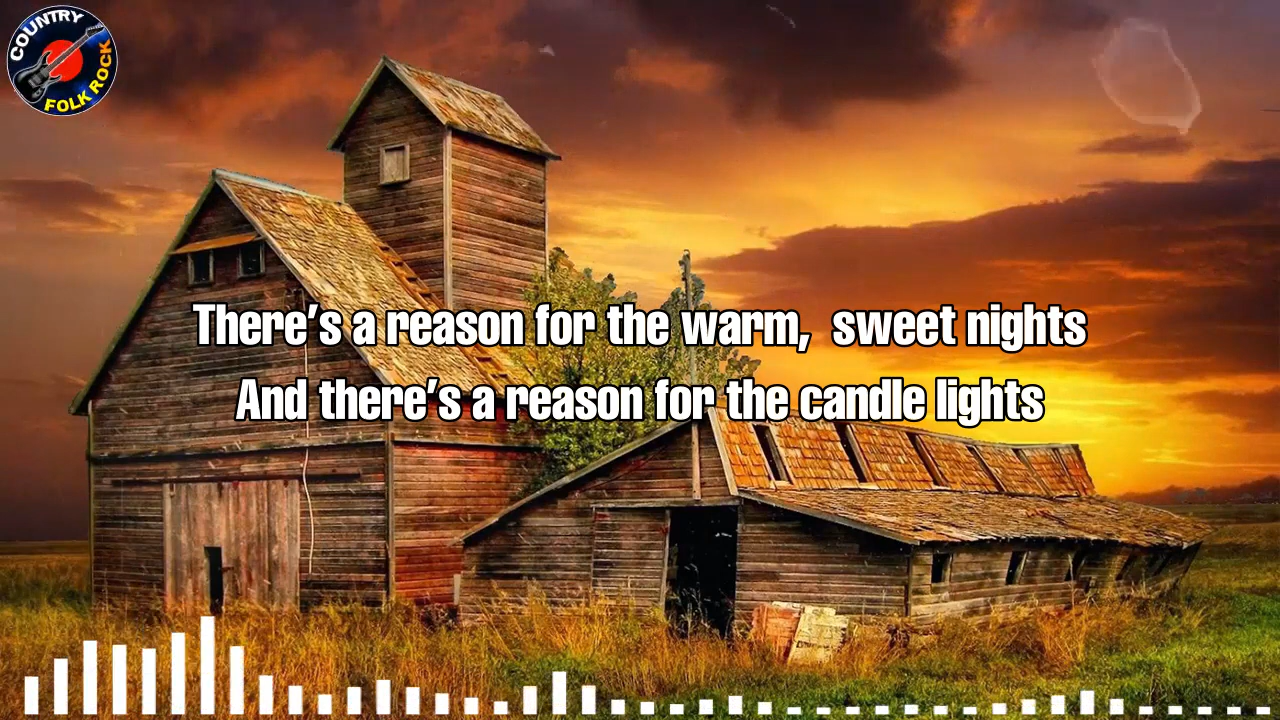 COUNTRY
FOLK ROCK
There's a reason for the warm, sweet nights
And there's a reason for the candle lights